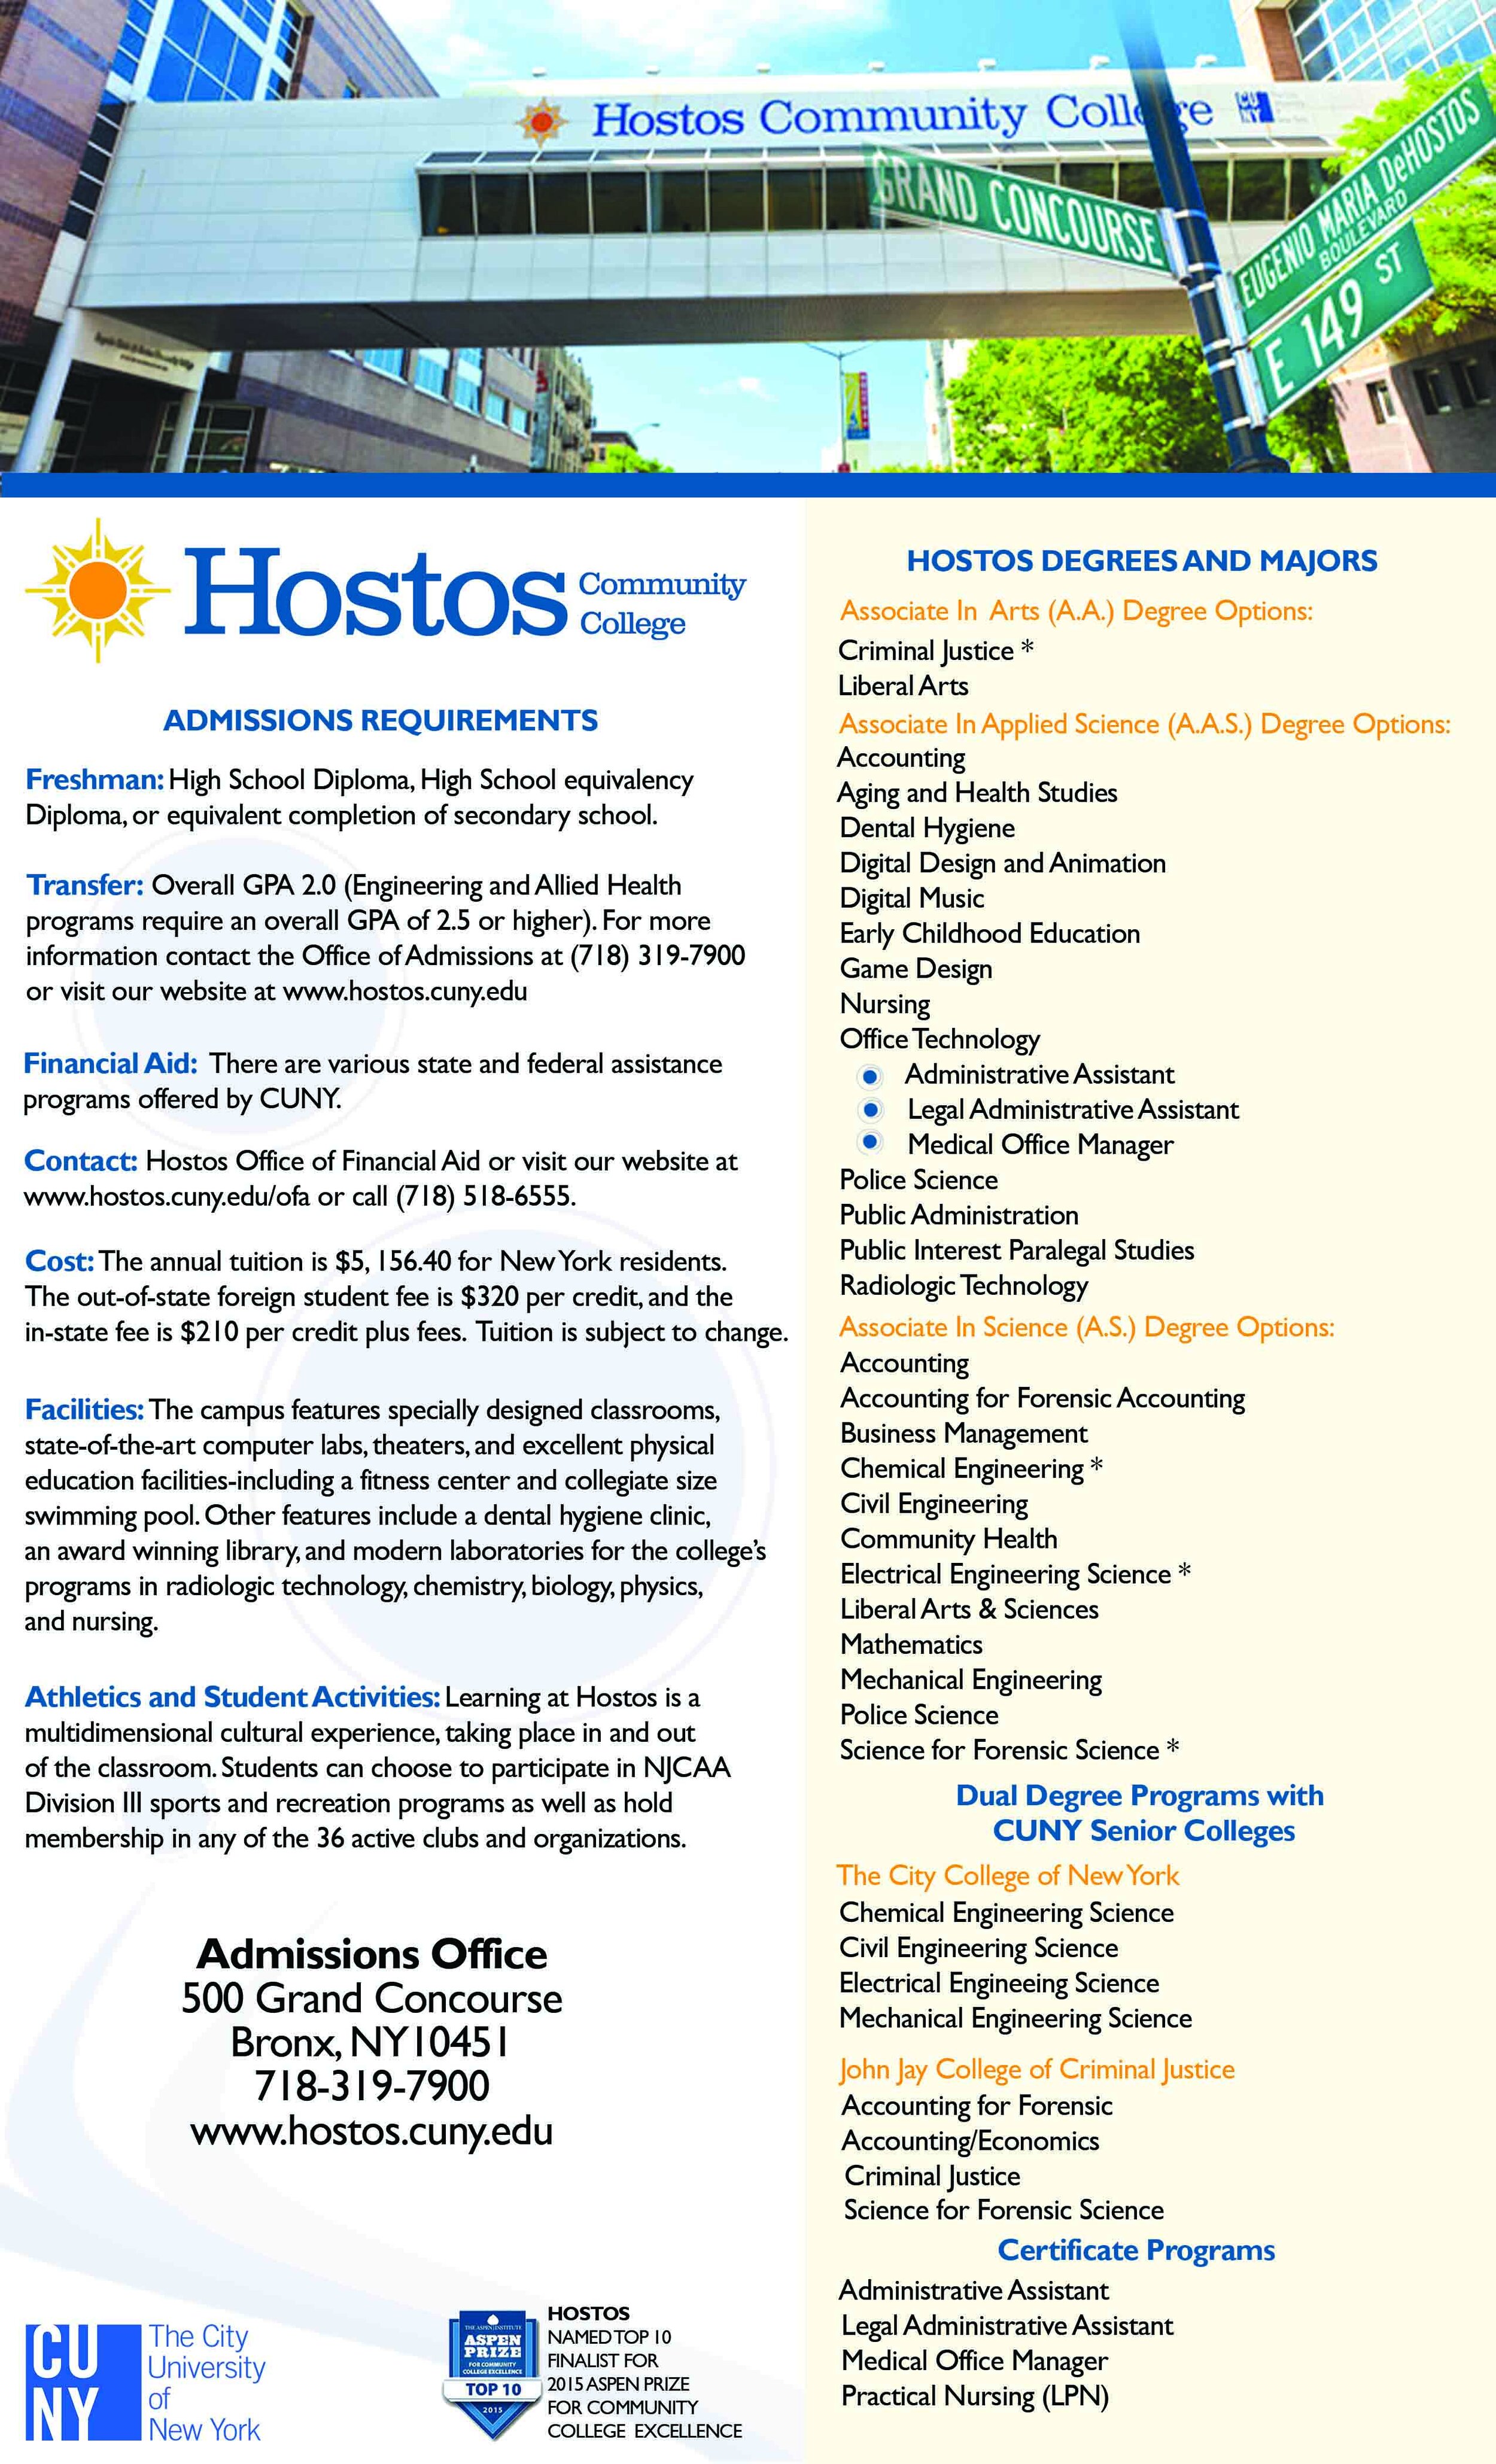 Hostos Community College
CU
NY
GRAND CONCOURSE
EUGENIO MARIA DeHOSTOS
BOULEVARD
E 149 ST
Hostos Community
College
ADMISSIONS REQUIREMENTS
Freshman: High School Diploma, High School equivalency
Diploma, or equivalent completion of secondary school.
Transfer: Overall GPA 2.0 (Engineering and Allied Health
programs require an overall GPA of 2.5 or higher). For more
information contact the Office of Admissions at (718) 319-7900
or visit our website at www.hostos.cuny.edu
Financial Aid: There are various state and federal assistance
programs offered by CUNY.
Contact: Hostos Office of Financial Aid or visit our website at
www.hostos.cuny.edu/ofa or call (718) 518-6555.
Cost: The annual tuition is $5, 156.40 for New York residents.
The out-of-state foreign student fee is $320 per credit, and the
in-state fee is $210 per credit plus fees. Tuition is subject to change.
Facilities: The campus features specially designed classrooms,
state-of-the-art computer labs, theaters, and excellent physical
education facilities-including a fitness center and collegiate size
swimming pool. Other features include a dental hygiene clinic,
an award winning library, and modern laboratories for the college's
programs in radiologic technology, chemistry, biology, physics,
and nursing.
Athletics and Student Activities: Learning at Hostos is a
multidimensional cultural experience, taking place in and out
of the classroom. Students can choose to participate in NJCAA
Division III sports and recreation programs as well as hold
membership in any of the 36 active clubs and organizations.
Admissions Office
500 Grand Concourse
Bronx, NY10451
718-319-7900
www.hostos.cuny.edu
CU
NY
The City
University
of
New York
THE ASPEN INSTITUTE
ASPEN
PRIZE
FOR COMMUNITY
COLLEGE EXCELLENCE
TOP 10
2015
HOSTOS
NAMED TOP 10
FINALIST FOR
2015 ASPEN PRIZE
FOR COMMUNITY
COLLEGE EXCELLENCE
HOSTOS DEGREES AND MAJORS
Associate In Arts (A.A.) Degree Options:
Criminal Justice *
Liberal Arts
Associate In Applied Science (A.A.S.) Degree Options:
Accounting
Aging and Health Studies
Dental Hygiene
Digital Design and Animation
Digital Music
Early Childhood Education
Game Design
Nursing
Office Technology
Administrative Assistant
Legal Administrative Assistant
Medical Office Manager
Police Science
Public Administration
Public Interest Paralegal Studies
Radiologic Technology
Associate In Science (A.S.) Degree Options:
Accounting
Accounting for Forensic Accounting
Business Management
Chemical Engineering *
Civil Engineering
Community Health
Electrical Engineering Science *
Liberal Arts & Sciences
Mathematics
Mechanical Engineering
Police Science
Science for Forensic Science *
Dual Degree Programs with
CUNY Senior Colleges
The City College of New York
Chemical Engineering Science
Civil Engineering Science
Electrical Engineeing Science
Mechanical Engineering Science
John Jay College of Criminal Justice
Accounting for Forensic
Accounting/Economics
Criminal Justice
Science for Forensic Science
Certificate Programs
Administrative Assistant
Legal Administrative Assistant
Medical Office Manager
Practical Nursing (LPN)